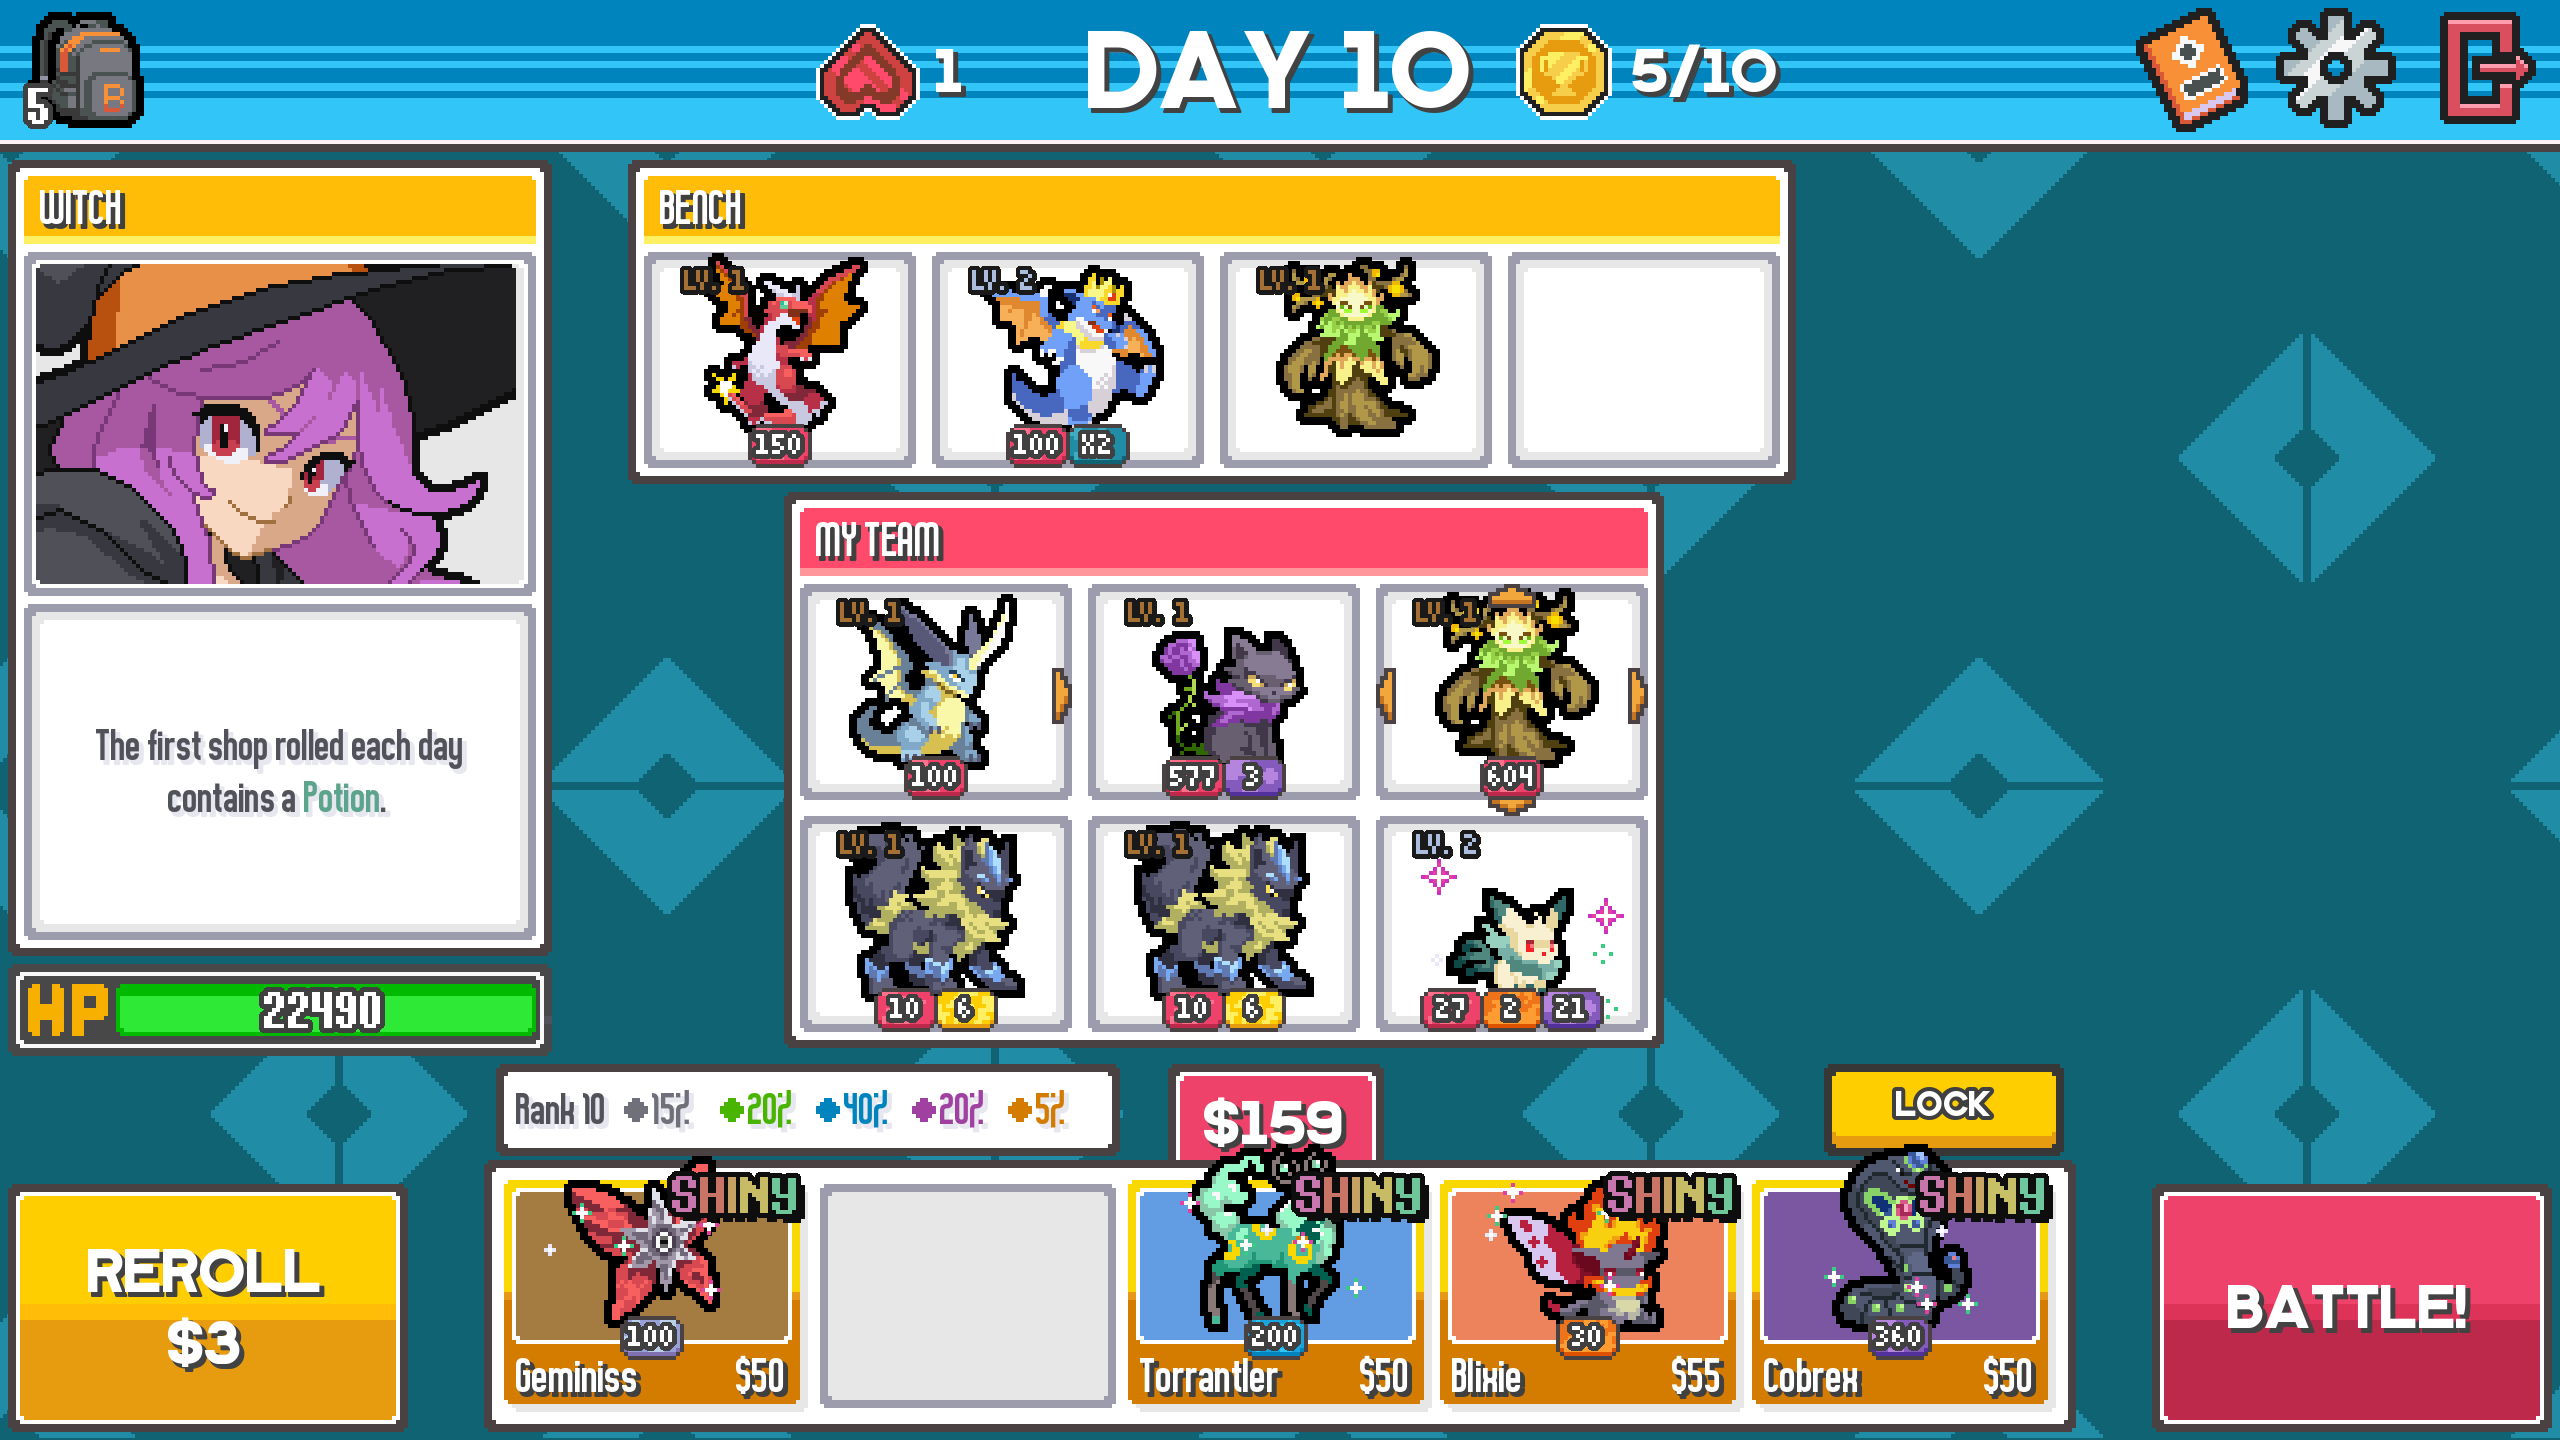 5
B
1
DAY 10
5/10
WITCH
The first shop rolled each day
contains a Potion.
HP 22490
BENCH
LV. 1
150
LV. 2
100 X2
LV. 1
MY TEAM
LV. 1
100
LV. 1
577 3
LV. 1
604
LV. 1
10 6
LV. 1
10 6
LV. 2
27 2 21
Rank 10 15% 20% 40% 20% 5%
$159
LOCK
REROLL
$3
SHINY
100
Geminiss $50
SHINY
200
Torrantler $50
SHINY
30
Blixie $55
SHINY
360
Cobrex $50
BATTLE!